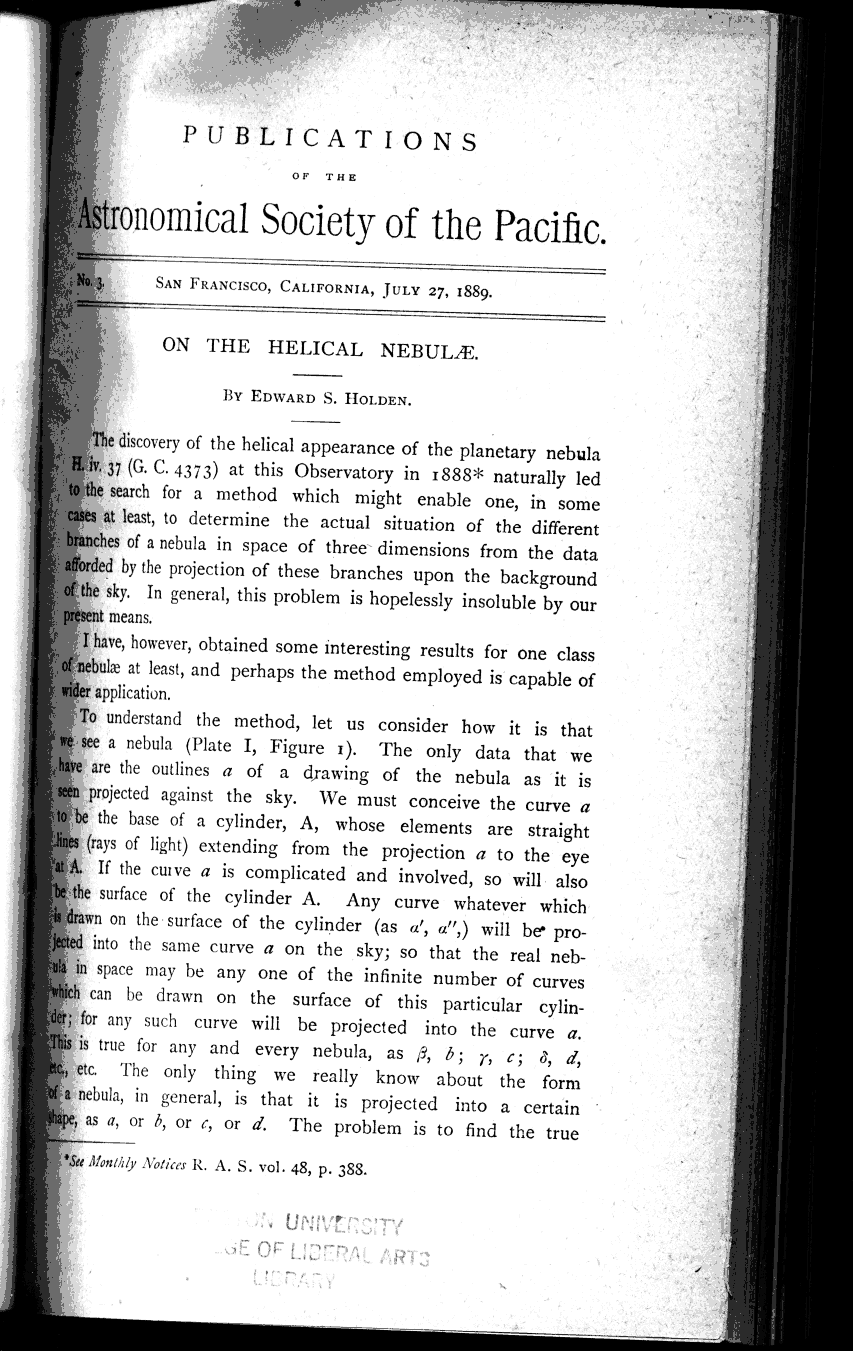 PUBLICATIONS
OF THE
Astronomical Society of the Pacific.
No. 3. SAN FRANCISCO, CALIFORNIA, JULY 27, 1889.
ON THE HELICAL NEBULÆ.
BY EDWARD S. HOLDEN.
The discovery of the helical appearance of the planetary nebula
H. iv. 37 (G. C. 4373) at this Observatory in 1888* naturally led
to the search for a method which might enable one, in some
cases at least, to determine the actual situation of the different
branches of a nebula in space of three dimensions from the data
afforded by the projection of these branches upon the background
of the sky. In general, this problem is hopelessly insoluble by our
present means.
I have, however, obtained some interesting results for one class
of nebulæ at least, and perhaps the method employed is capable of
wider application.
To understand the method, let us consider how it is that
we see a nebula (Plate I, Figure 1). The only data that we
have are the outlines a of a drawing of the nebula as it is
seen projected against the sky. We must conceive the curve a
to be the base of a cylinder, A, whose elements are straight
lines (rays of light) extending from the projection a to the eye
at A. If the curve a is complicated and involved, so will also
be the surface of the cylinder A. Any curve whatever which
is drawn on the surface of the cylinder (as a′, a″,) will be pro-
jected into the same curve a on the sky; so that the real neb-
ula in space may be any one of the infinite number of curves
which can be drawn on the surface of this particular cylin-
der; for any such curve will be projected into the curve a.
This is true for any and every nebula, as β, b; γ, c; δ, d,
etc., etc. The only thing we really know about the form
of a nebula, in general, is that it is projected into a certain
shape, as a, or b, or c, or d. The problem is to find the true
*See Monthly Notices R. A. S. vol. 48, p. 388.
UNIVERSITY
OF LIBERAL ARTS
LIBRARY